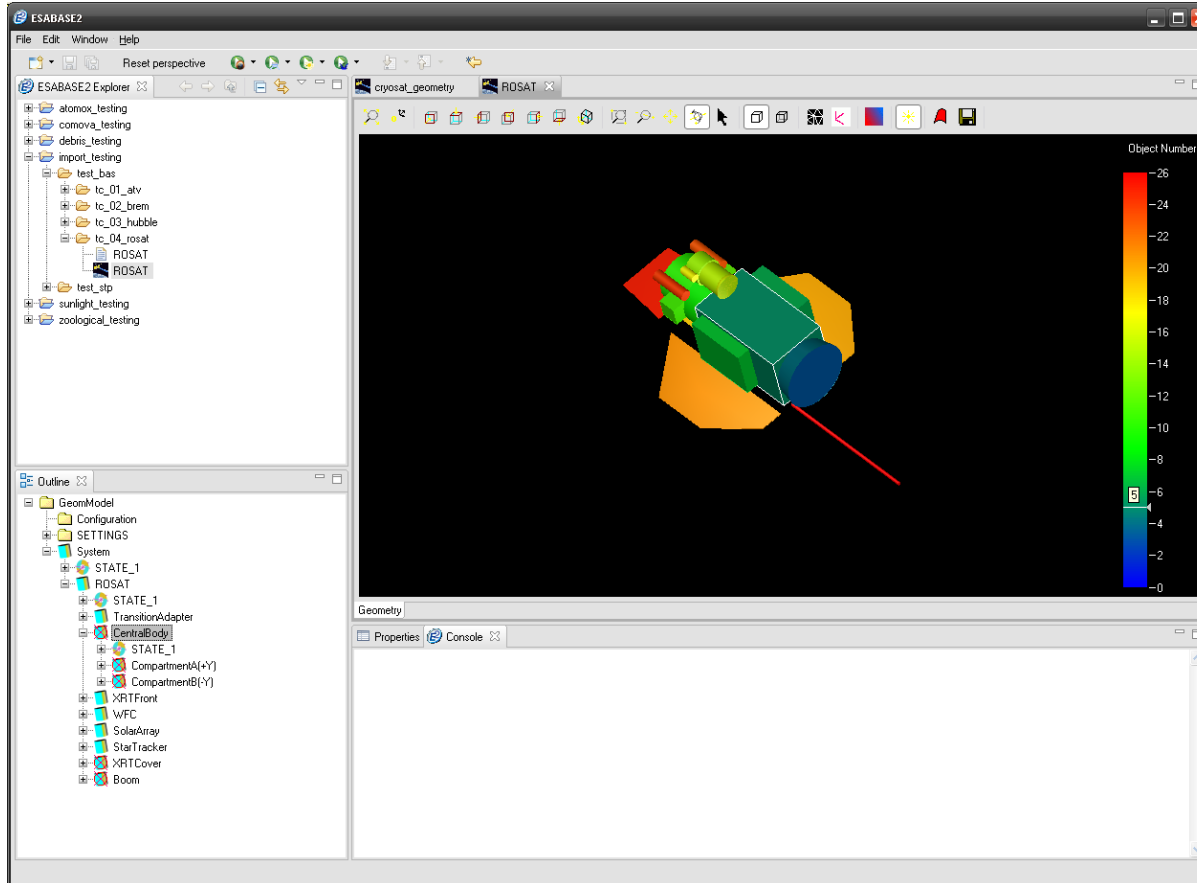 ESABASE2
File Edit Window Help
Reset perspective
ESABASE2 Explorer
atomox_testing
comova_testing
debris_testing
import_testing
test_bas
tc_01_atv
tc_02_brem
tc_03_hubble
tc_04_rosat
ROSAT
ROSAT
test_stp
sunlight_testing
zoological_testing
cryosat_geometry ROSAT
Object Number
26
24
22
20
18
16
14
12
10
8
6
5
4
2
0
Geometry
Outline
GeomModel
Configuration
SETTINGS
System
STATE_1
ROSAT
STATE_1
TransitionAdapter
CentralBody
STATE_1
CompartmentA(+Y)
CompartmentB(-Y)
XRTFront
WFC
SolarArray
StarTracker
XRTCover
Boom
Properties Console